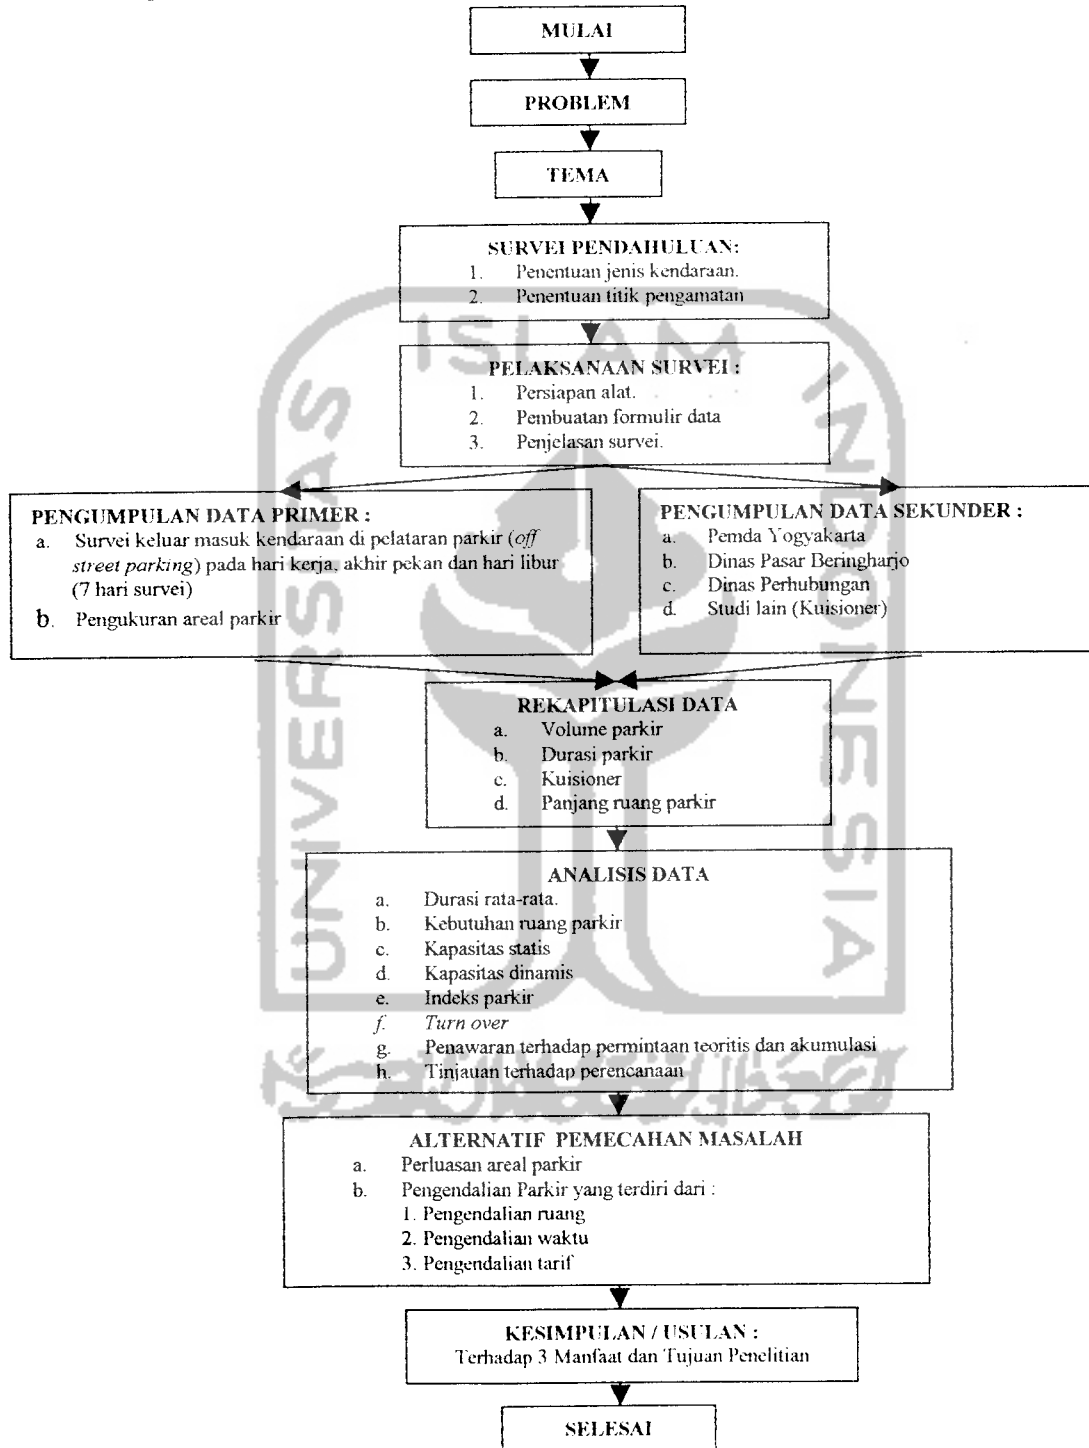 MULAI
PROBLEM
TEMA
SURVEI PENDAHULUAN:
1. Penentuan jenis kendaraan.
2. Penentuan titik pengamatan
PELAKSANAAN SURVEI :
1. Persiapan alat.
2. Pembuatan formulir data
3. Penjelasan survei.
PENGUMPULAN DATA PRIMER :
a. Survei keluar masuk kendaraan di pelataran parkir (off
street parking) pada hari kerja, akhir pekan dan hari libur
(7 hari survei)
b. Pengukuran areal parkir
PENGUMPULAN DATA SEKUNDER :
a. Pemda Yogyakarta
b. Dinas Pasar Beringharjo
c. Dinas Perhubungan
d. Studi lain (Kuisioner)
REKAPITULASI DATA
a. Volume parkir
b. Durasi parkir
c. Kuisioner
d. Panjang ruang parkir
ANALISIS DATA
a. Durasi rata-rata.
b. Kebutuhan ruang parkir
c. Kapasitas statis
d. Kapasitas dinamis
e. Indeks parkir
f. Turn over
g. Penawaran terhadap permintaan teoritis dan akumulasi
h. Tinjauan terhadap perencanaan
ALTERNATIF PEMECAHAN MASALAH
a. Perluasan areal parkir
b. Pengendalian Parkir yang terdiri dari :
1. Pengendalian ruang
2. Pengendalian waktu
3. Pengendalian tarif
KESIMPULAN / USULAN :
Terhadap 3 Manfaat dan Tujuan Penelitian
SELESAI
UNIVERSITAS
ISLAM
INDONESIA